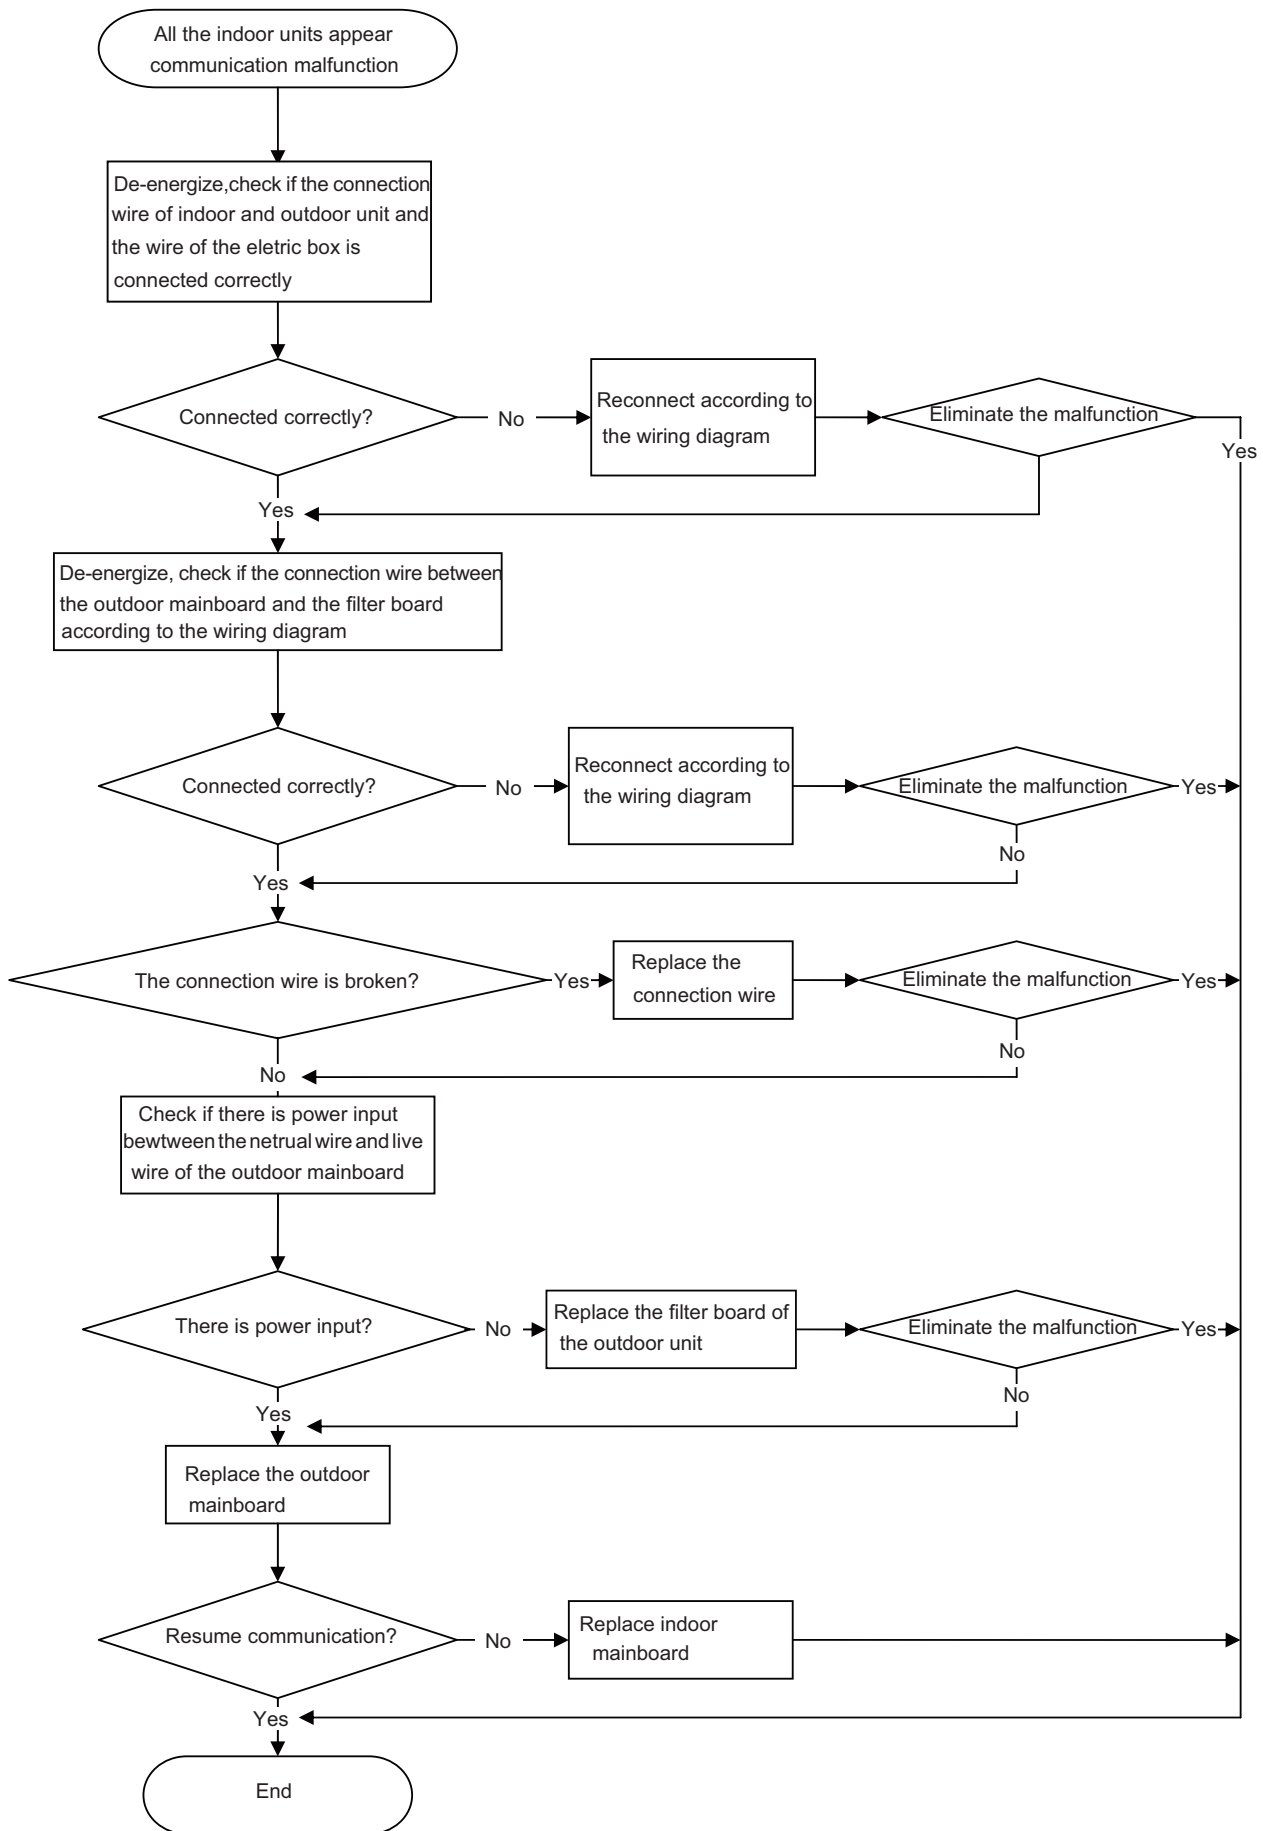 All the indoor units appear
communication malfunction
De-energize,check if the connection
wire of indoor and outdoor unit and
the wire of the eletric box is
connected correctly
Connected correctly?
No
Reconnect according to
the wiring diagram
Eliminate the malfunction
Yes
Yes
De-energize, check if the connection wire between
the outdoor mainboard and the filter board
according to the wiring diagram
Connected correctly?
No
Reconnect according to
the wiring diagram
Eliminate the malfunction
Yes
No
Yes
The connection wire is broken?
Yes
Replace the
connection wire
Eliminate the malfunction
Yes
No
No
Check if there is power input
bewtween the netrual wire and live
wire of the outdoor mainboard
There is power input?
No
Replace the filter board of
the outdoor unit
Eliminate the malfunction
Yes
No
Yes
Replace the outdoor
mainboard
Resume communication?
No
Replace indoor
mainboard
Yes
End